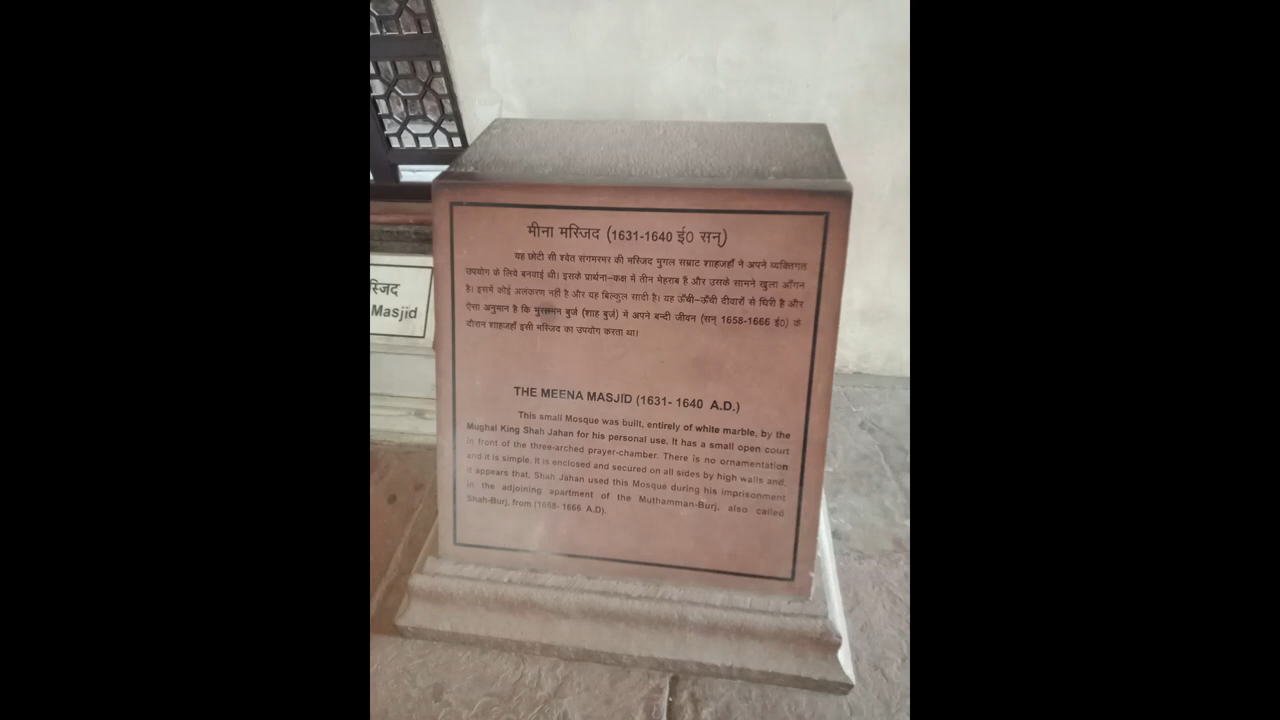 मीना मस्जिद (1631-1640 ई0 सन्)
यह छोटी सी श्वेत संगमरमर की मस्जिद मुगल सम्राट शाहजहाँ ने अपने व्यक्तिगत
उपयोग के लिये बनवाई थी। इसके प्रार्थना-कक्ष में तीन मेहराब हैं और उसके सामने खुला आँगन
है। इसमें कोई अलंकरण नहीं है और यह बिल्कुल सादी है। यह ऊँची-ऊँची दीवारों से घिरी है और
ऐसा अनुमान है कि मुसम्मन बुर्ज (शाह बुर्ज) में अपने बन्दी जीवन (सन् 1658-1666 ई0) के
दौरान शाहजहाँ इसी मस्जिद का उपयोग करता था।
THE MEENA MASJID (1631- 1640 A.D.)
This small Mosque was built, entirely of white marble, by the
Mughal King Shah Jahan for his personal use. It has a small open court
in front of the three-arched prayer-chamber. There is no ornamentation
and it is simple. It is enclosed and secured on all sides by high walls and,
it appears that, Shah Jahan used this Mosque during his imprisonment
in the adjoining apartment of the Muthamman-Burj, also called
Shah-Burj, from (1658- 1666 A.D).
स्जिद
Masjid